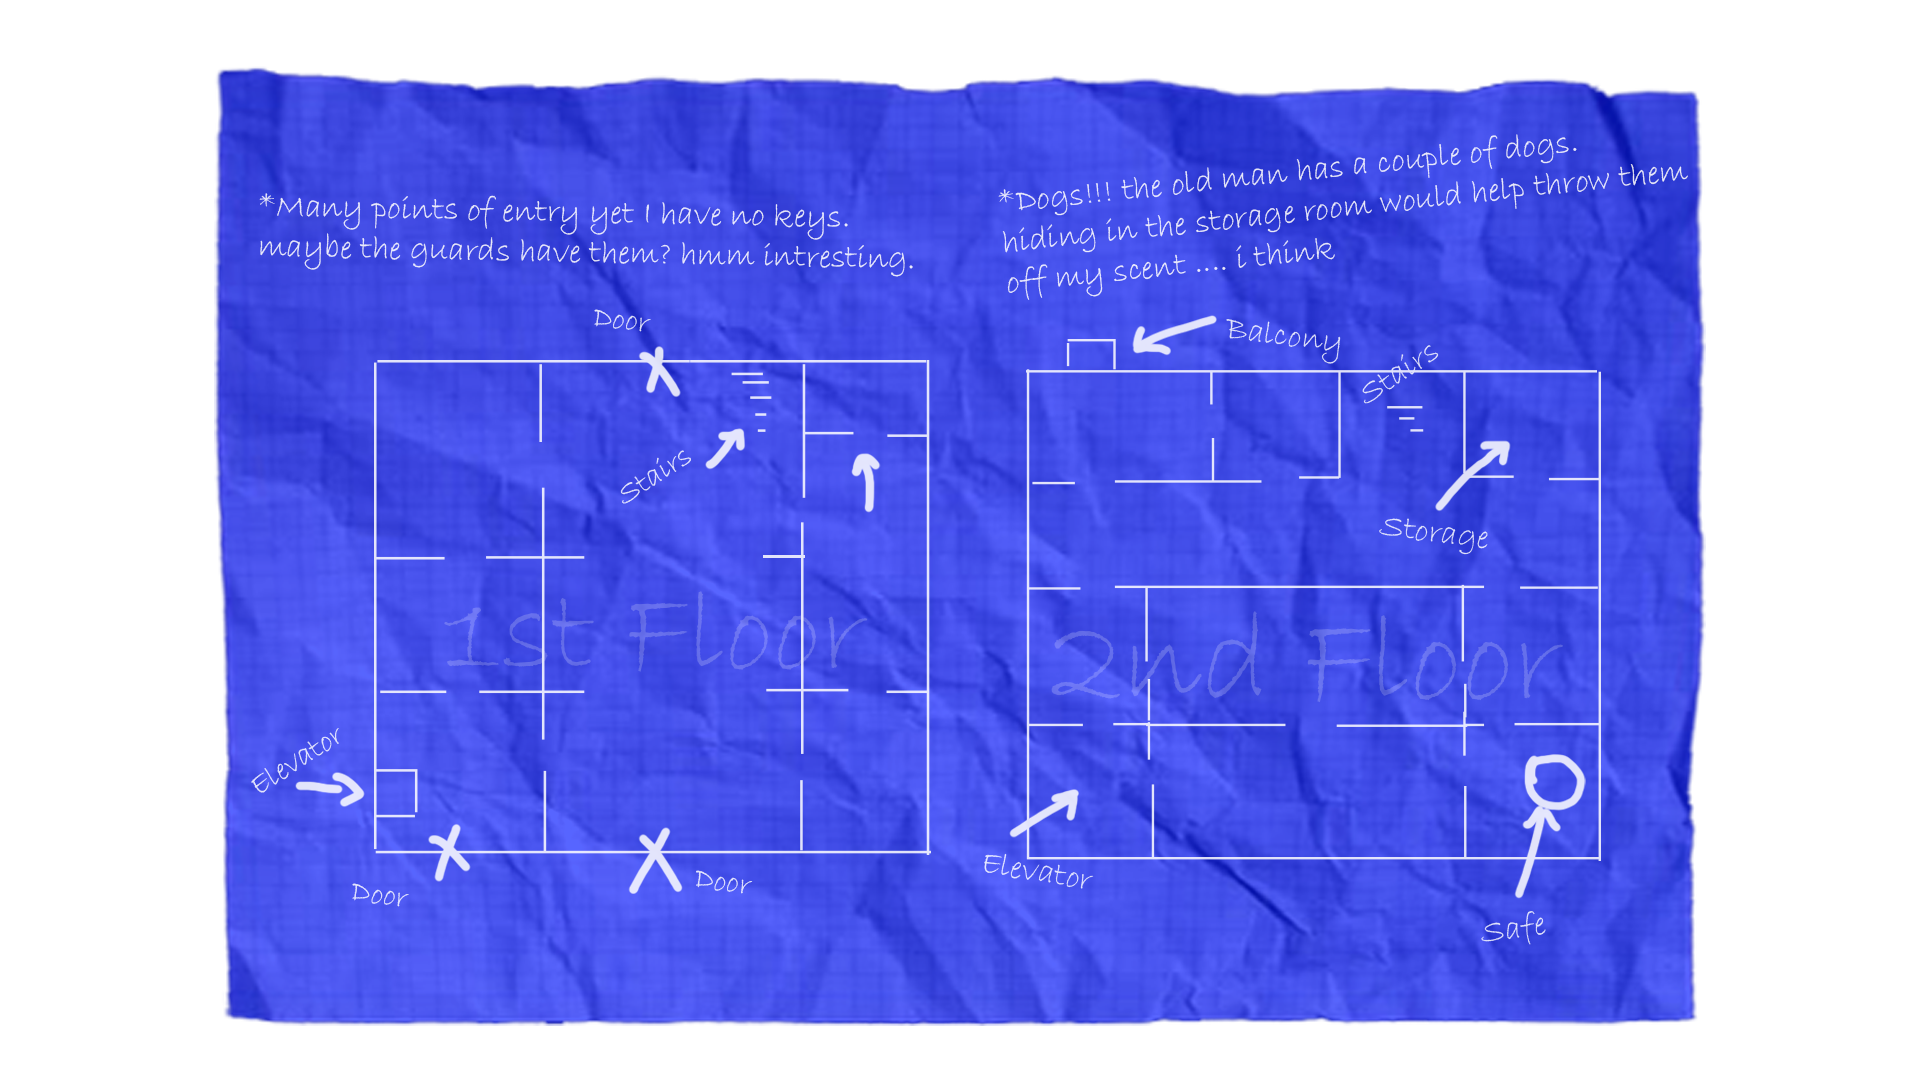 *Many points of entry yet I have no keys.
maybe the guards have them? hmm intresting.
*Dogs!!! the old man has a couple of dogs.
hiding in the storage room would help throw them
off my scent .... i think
Door
Stairs
1st Floor
Elevator
Door
Door
Balcony
Stairs
Storage
2nd Floor
Elevator
Safe